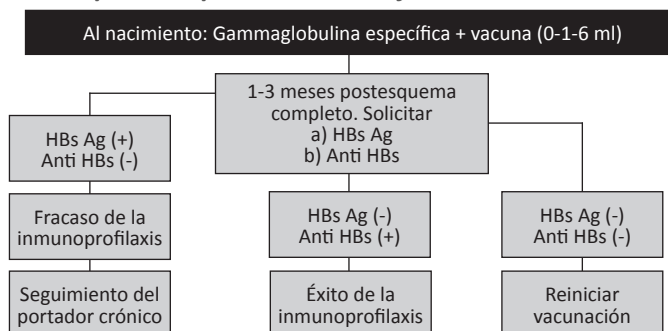 Al nacimiento: Gammaglobulina específica + vacuna (0-1-6 ml)
1-3 meses postesquema
completo. Solicitar
a) HBs Ag
b) Anti HBs
HBs Ag (+)
Anti HBs (-)
Fracaso de la
inmunoprofilaxis
Seguimiento del
portador crónico
HBs Ag (-)
Anti HBs (+)
Éxito de la
inmunoprofilaxis
HBs Ag (-)
Anti HBs (-)
Reiniciar
vacunación